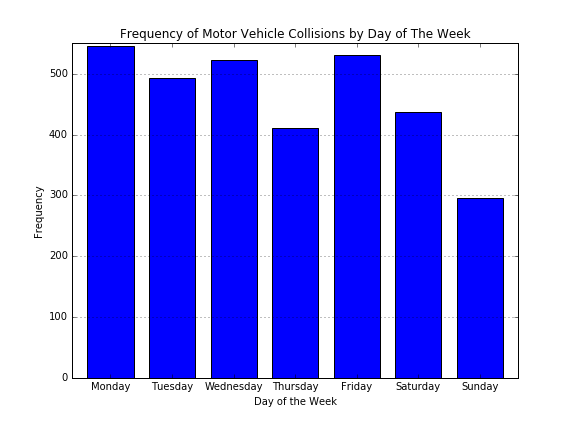 Frequency of Motor Vehicle Collisions by Day of The Week
500
400
300
200
100
0
Frequency
Monday Tuesday Wednesday Thursday Friday Saturday Sunday
Day of the Week